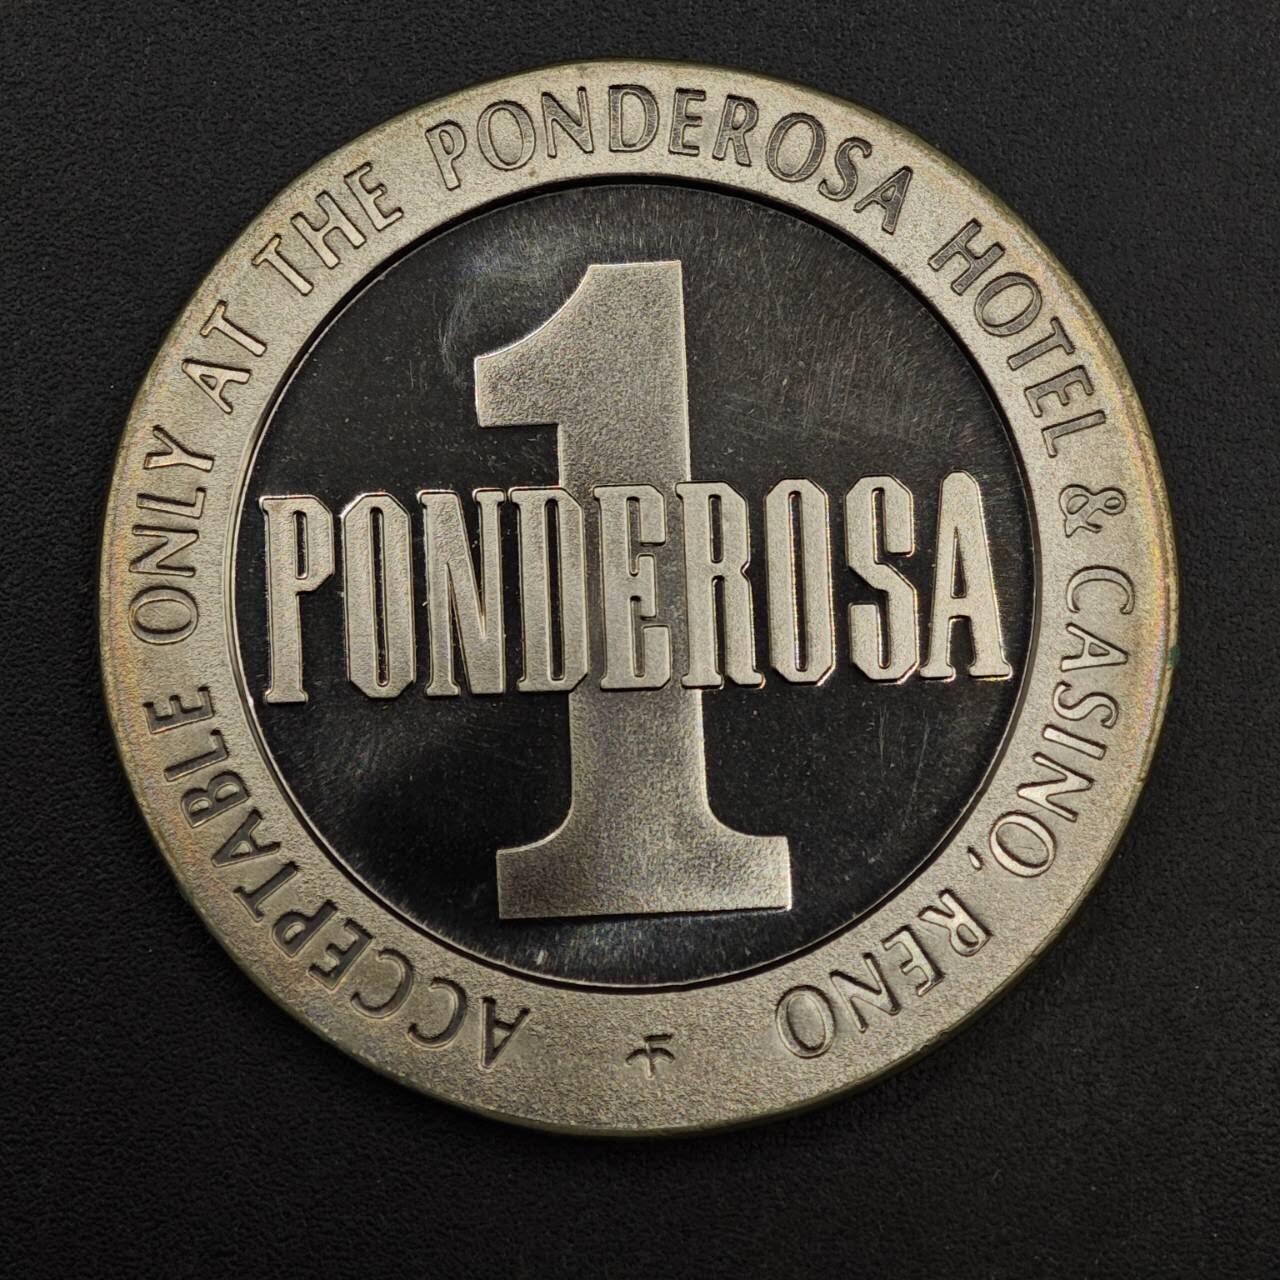 ACCEPTABLE ONLY AT THE PONDEROSA HOTEL & CASINO, RENO
1
PONDEROSA